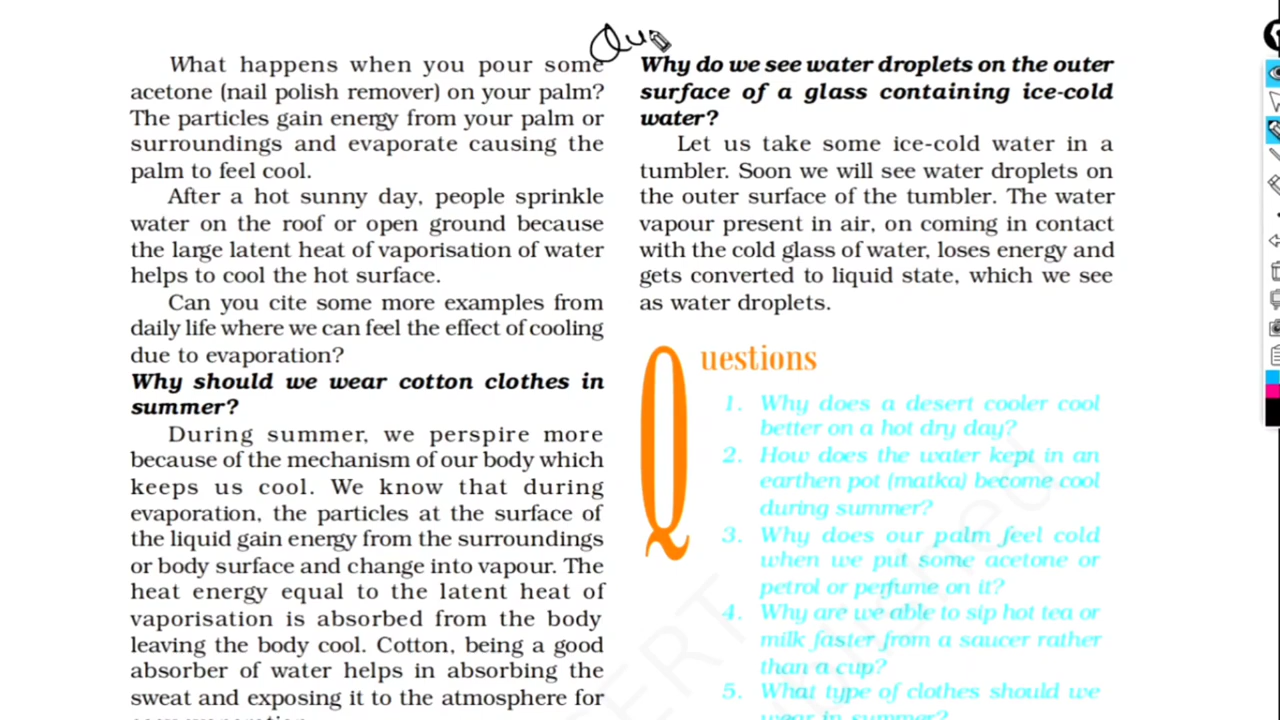 Qu
What happens when you pour some
acetone (nail polish remover) on your palm?
The particles gain energy from your palm or
surroundings and evaporate causing the
palm to feel cool.
After a hot sunny day, people sprinkle
water on the roof or open ground because
the large latent heat of vaporisation of water
helps to cool the hot surface.
Can you cite some more examples from
daily life where we can feel the effect of cooling
due to evaporation?
Why should we wear cotton clothes in
summer?
During summer, we perspire more
because of the mechanism of our body which
keeps us cool. We know that during
evaporation, the particles at the surface of
the liquid gain energy from the surroundings
or body surface and change into vapour. The
heat energy equal to the latent heat of
vaporisation is absorbed from the body
leaving the body cool. Cotton, being a good
absorber of water helps in absorbing the
sweat and exposing it to the atmosphere for
Why do we see water droplets on the outer
surface of a glass containing ice-cold
water?
Let us take some ice-cold water in a
tumbler. Soon we will see water droplets on
the outer surface of the tumbler. The water
vapour present in air, on coming in contact
with the cold glass of water, loses energy and
gets converted to liquid state, which we see
as water droplets.
Questions
1. Why does a desert cooler cool
better on a hot dry day?
2. How does the water kept in an
earthen pot (matka) become cool
during summer?
3. Why does our palm feel cold
when we put some acetone or
petrol or perfume on it?
4. Why are we able to sip hot tea or
milk faster from a saucer rather
than a cup?
5. What type of clothes should we
wear in summer?